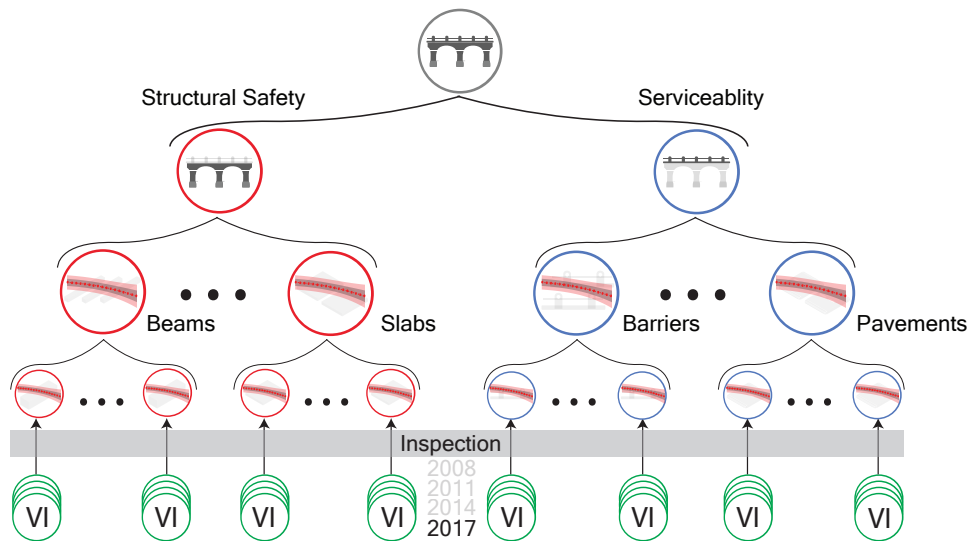 Structural Safety
Serviceablity
Beams
Slabs
Barriers
Pavements
Inspection
2008
2011
2014
2017
VI VI VI VI VI VI VI VI